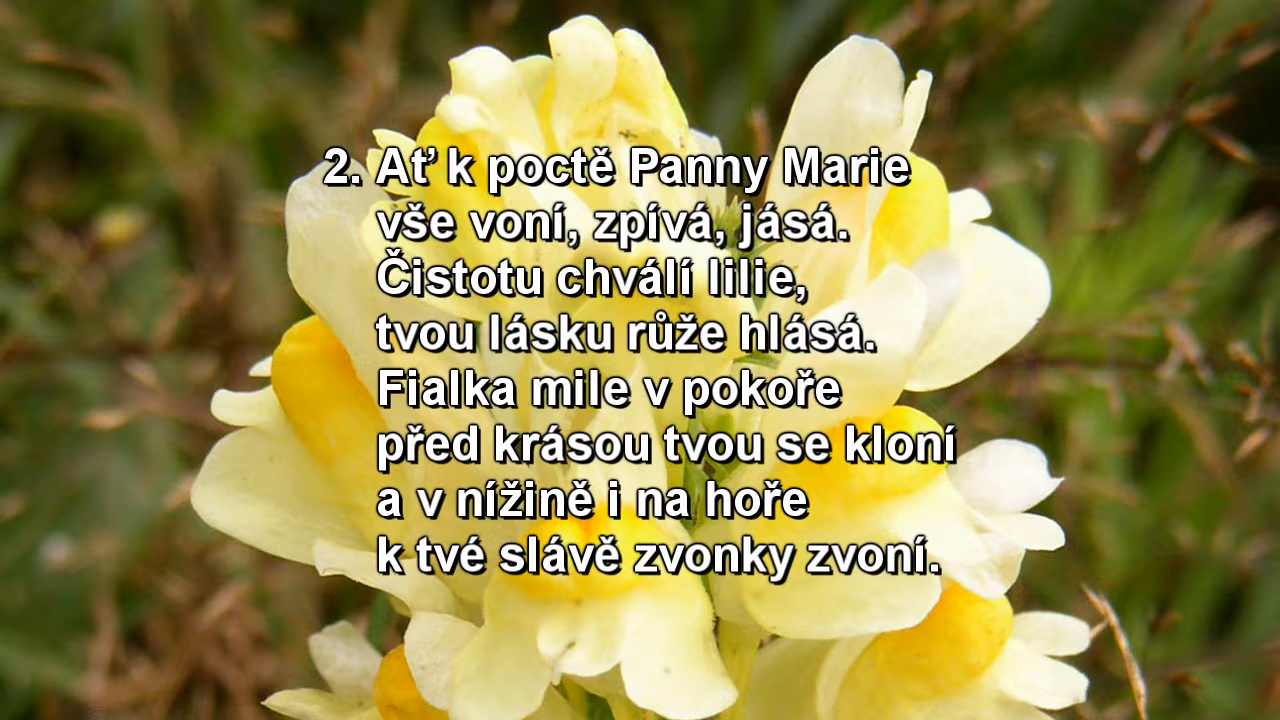 2. Ať k poctě Panny Marie
vše voní, zpívá, jásá.
Čistotu chválí lilie,
tvou lásku růže hlásá.
Fialka mile v pokoře
před krásou tvou se kloní
a v nížině i na hoře
k tvé slávě zvonky zvoní.